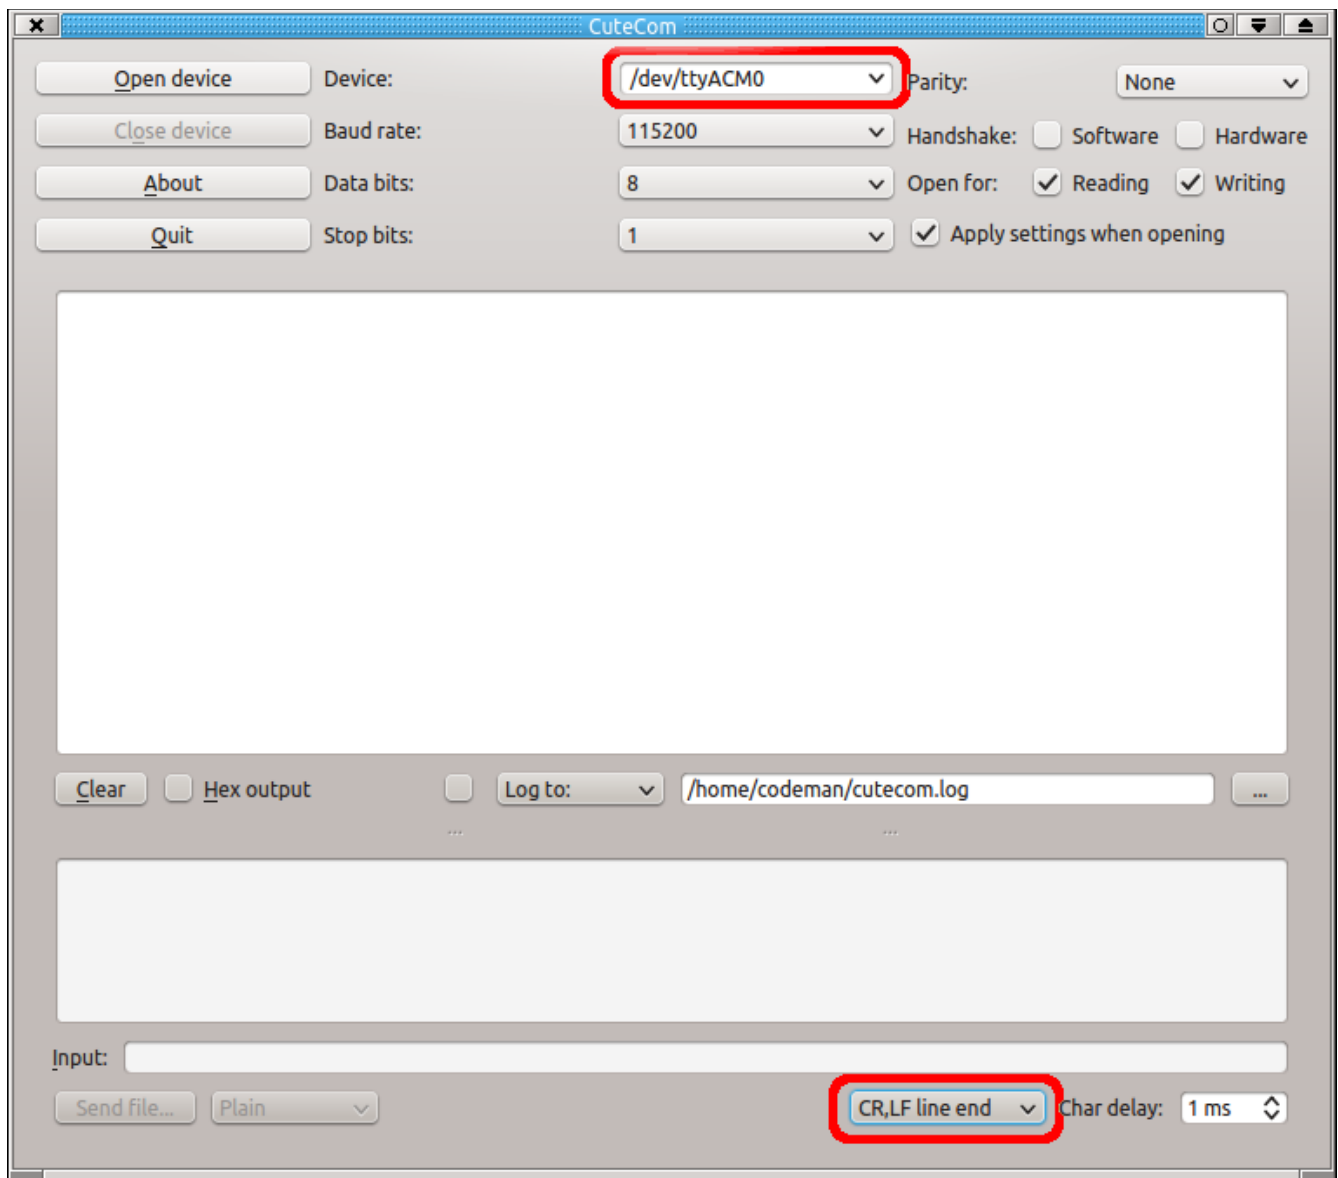 CuteCom
Open device Device: /dev/ttyACM0 Parity: None
Close device Baud rate: 115200 Handshake: Software Hardware
About Data bits: 8 Open for: Reading Writing
Quit Stop bits: 1 Apply settings when opening
Clear Hex output Log to: /home/codeman/cutecom.log ...
Input:
Send file... Plain CR,LF line end Char delay: 1 ms